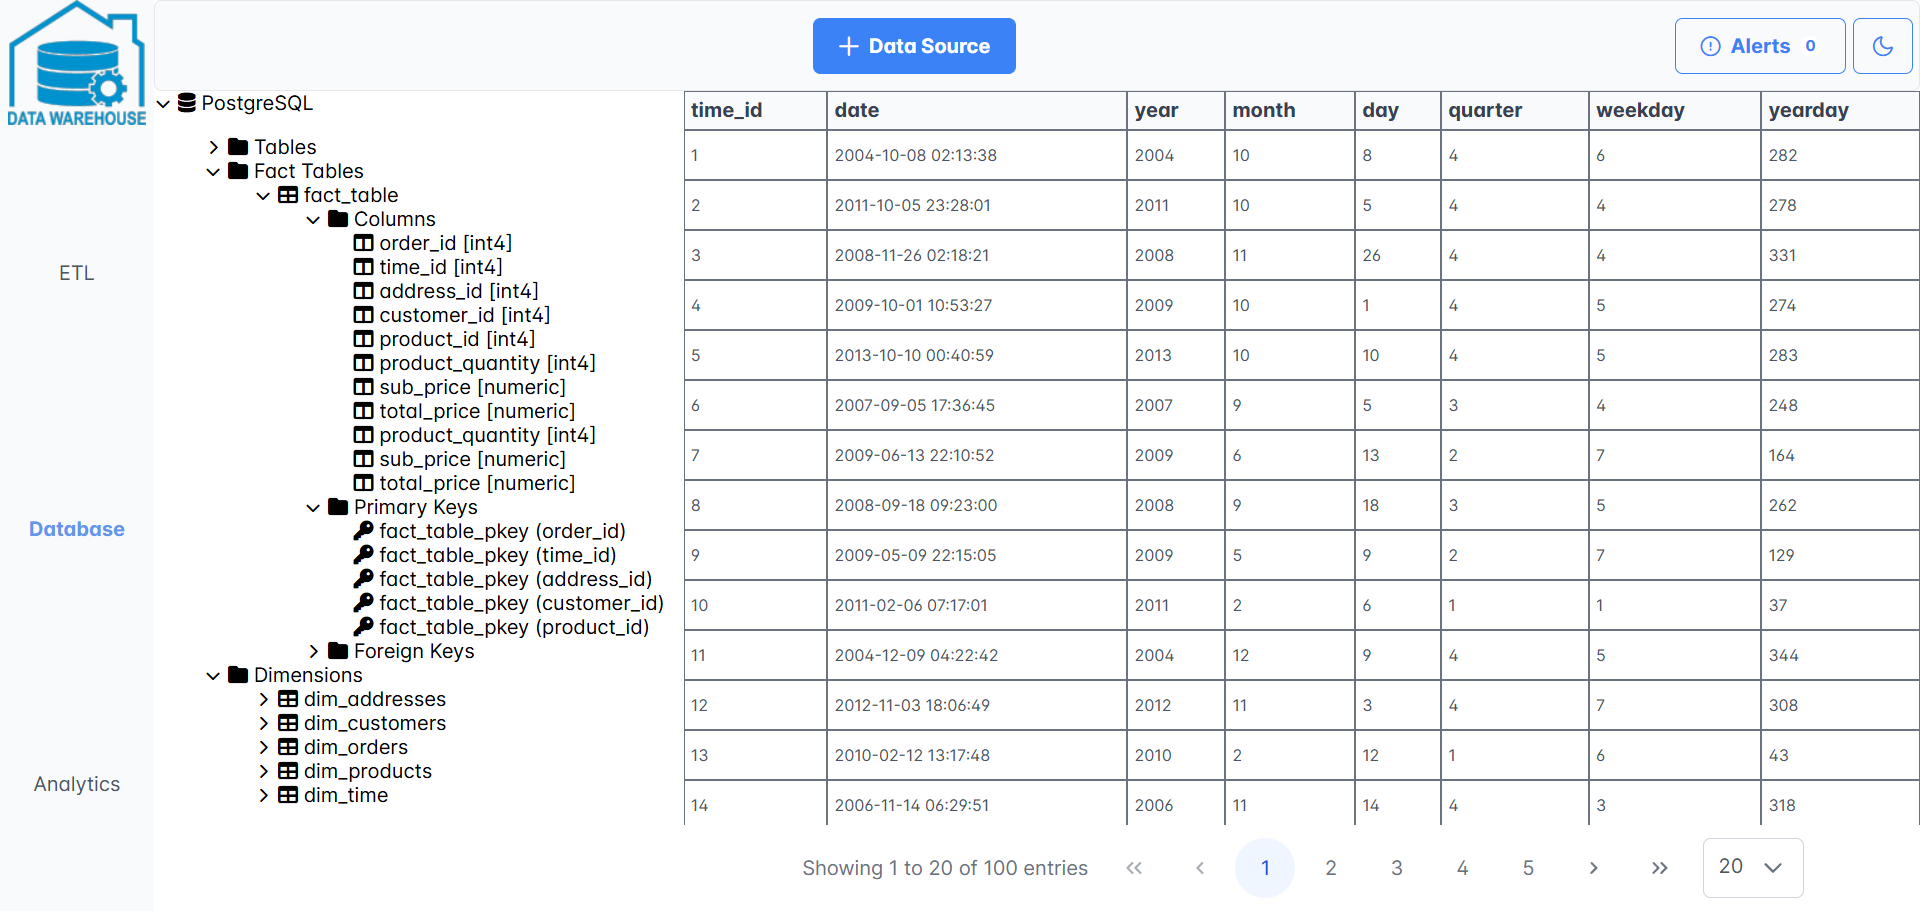 DATA WAREHOUSE
Data Source
Alerts 0
ETL
Database
Analytics
PostgreSQL
Tables
Fact Tables
fact_table
Columns
order_id [int4]
time_id [int4]
address_id [int4]
customer_id [int4]
product_id [int4]
product_quantity [int4]
sub_price [numeric]
total_price [numeric]
product_quantity [int4]
sub_price [numeric]
total_price [numeric]
Primary Keys
fact_table_pkey (order_id)
fact_table_pkey (time_id)
fact_table_pkey (address_id)
fact_table_pkey (customer_id)
fact_table_pkey (product_id)
Foreign Keys
Dimensions
dim_addresses
dim_customers
dim_orders
dim_products
dim_time
time_id date year month day quarter weekday yearday
1 2004-10-08 02:13:38 2004 10 8 4 6 282
2 2011-10-05 23:28:01 2011 10 5 4 4 278
3 2008-11-26 02:18:21 2008 11 26 4 4 331
4 2009-10-01 10:53:27 2009 10 1 4 5 274
5 2013-10-10 00:40:59 2013 10 10 4 5 283
6 2007-09-05 17:36:45 2007 9 5 3 4 248
7 2009-06-13 22:10:52 2009 6 13 2 7 164
8 2008-09-18 09:23:00 2008 9 18 3 5 262
9 2009-05-09 22:15:05 2009 5 9 2 7 129
10 2011-02-06 07:17:01 2011 2 6 1 1 37
11 2004-12-09 04:22:42 2004 12 9 4 5 344
12 2012-11-03 18:06:49 2012 11 3 4 7 308
13 2010-02-12 13:17:48 2010 2 12 1 6 43
14 2006-11-14 06:29:51 2006 11 14 4 3 318
Showing 1 to 20 of 100 entries 1 2 3 4 5 20